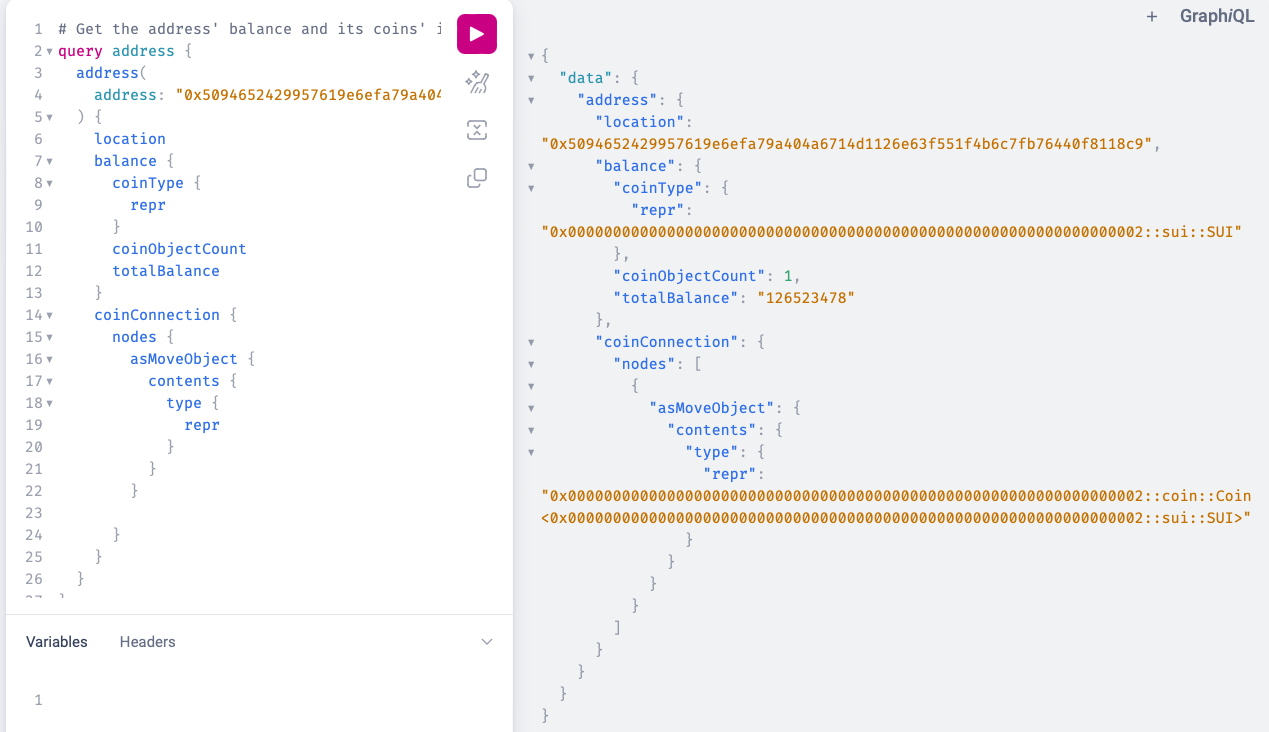 1 # Get the address' balance and its coins' i
2 query address {
3 address(
4 address: "0x5094652429957619e6efa79a404
5 ) {
6 location
7 balance {
8 coinType {
9 repr
10 }
11 coinObjectCount
12 totalBalance
13 }
14 coinConnection {
15 nodes {
16 asMoveObject {
17 contents {
18 type {
19 repr
20 }
21 }
22 }
23
24 }
25 }
26 }
27 }
Variables Headers
1
+ GraphiQL
{
"data": {
"address": {
"location":
"0x5094652429957619e6efa79a404a6714d1126e63f551f4b6c7fb76440f8118c9",
"balance": {
"coinType": {
"repr":
"0x0000000000000000000000000000000000000000000000000000000000000002::sui::SUI"
},
"coinObjectCount": 1,
"totalBalance": "126523478"
},
"coinConnection": {
"nodes": [
{
"asMoveObject": {
"contents": {
"type": {
"repr":
"0x0000000000000000000000000000000000000000000000000000000000000002::coin::Coin
<0x0000000000000000000000000000000000000000000000000000000000000002::sui::SUI>"
}
}
}
}
]
}
}
}
}